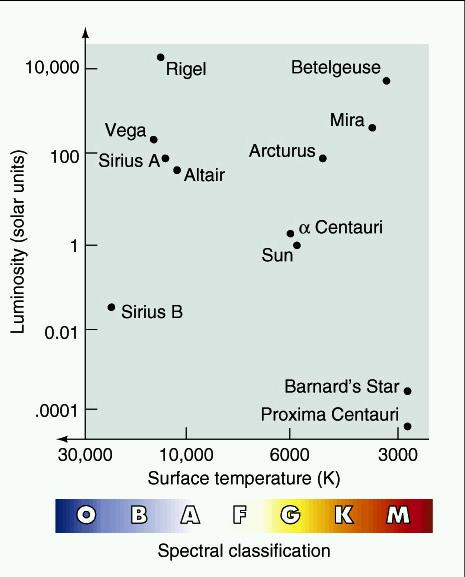 10,000
Rigel
Betelgeuse
Mira
Vega
100
Sirius A
Altair
Arcturus
α Centauri
1
Sun
Sirius B
0.01
Barnard's Star
.0001
Proxima Centauri
Luminosity (solar units)
30,000 10,000 6000 3000
Surface temperature (K)
O B A F G K M
Spectral classification